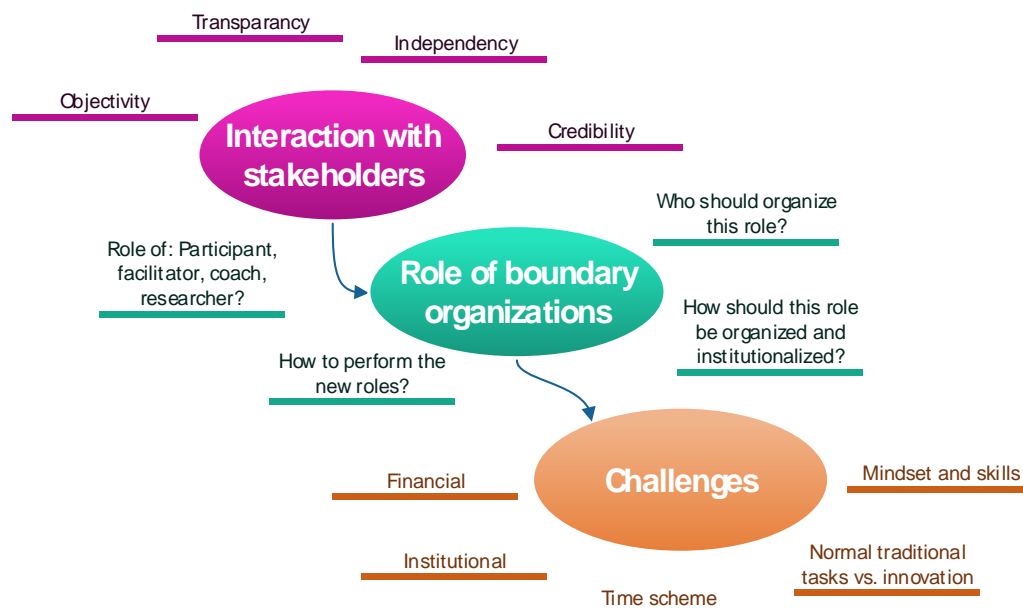 Transparancy
Independency
Objectivity
Credibility
Interaction with
stakeholders
Who should organize
this role?
Role of: Participant,
facilitator, coach,
researcher?
Role of boundary
organizations
How should this role
be organized and
institutionalized?
How to perform the
new roles?
Challenges
Financial
Mindset and skills
Institutional
Normal traditional
tasks vs. innovation
Time scheme